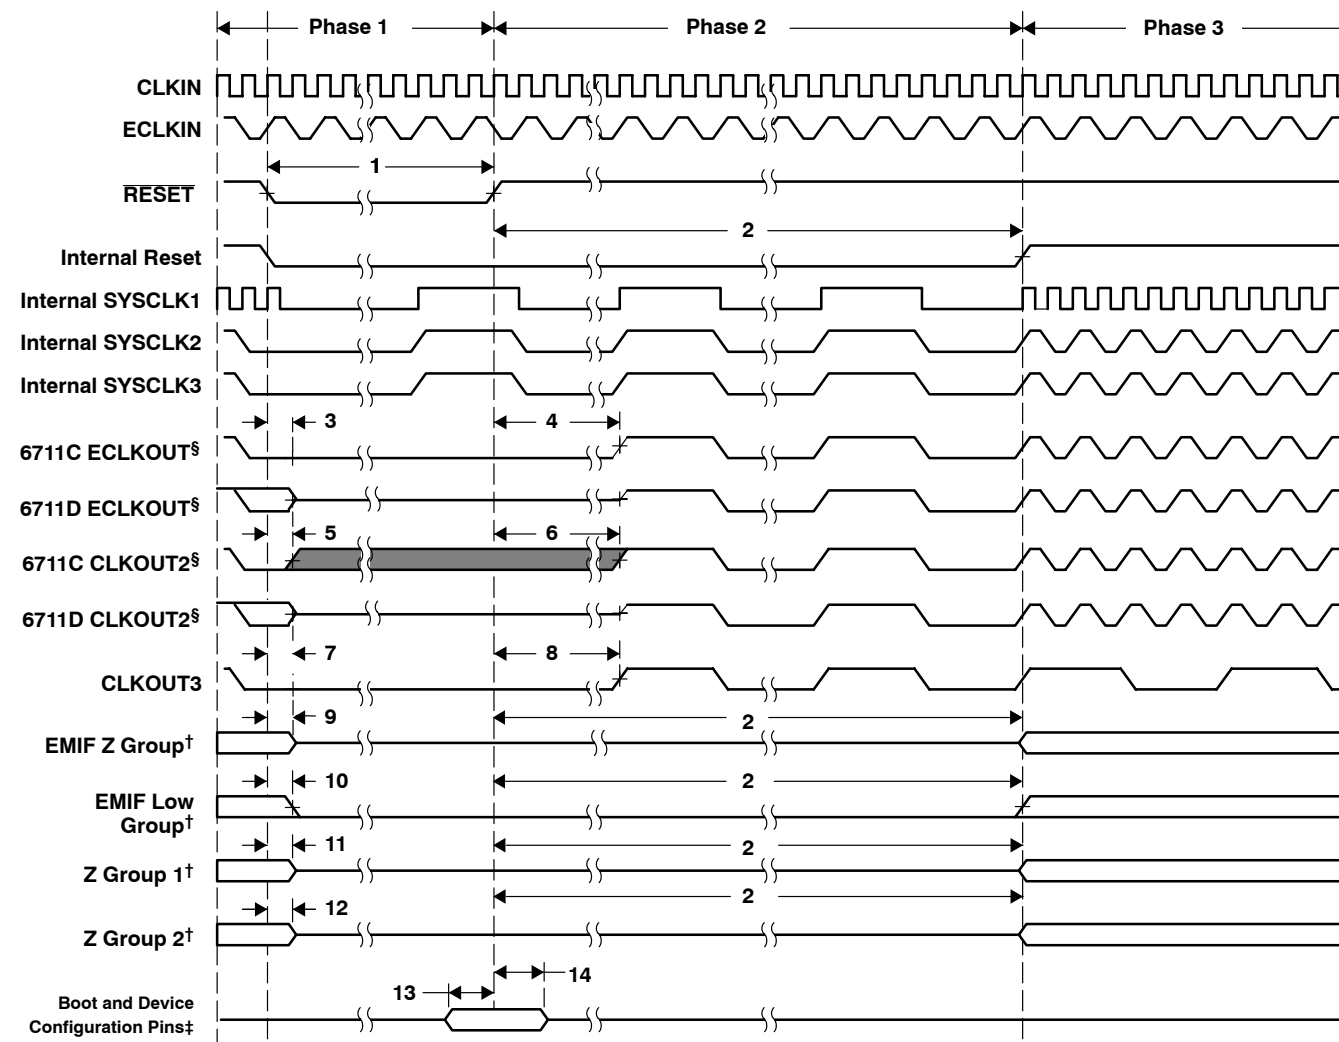 Phase 1 Phase 2 Phase 3
CLKIN
ECLKIN
1
RESET
2
Internal Reset
Internal SYSCLK1
Internal SYSCLK2
Internal SYSCLK3
3 4
6711C ECLKOUT§
6711D ECLKOUT§
5 6
6711C CLKOUT2§
6711D CLKOUT2§
7 8
CLKOUT3
9 2
EMIF Z Group†
10 2
EMIF Low
Group†
11 2
Z Group 1†
2
12
Z Group 2†
14
13
Boot and Device
Configuration Pins‡